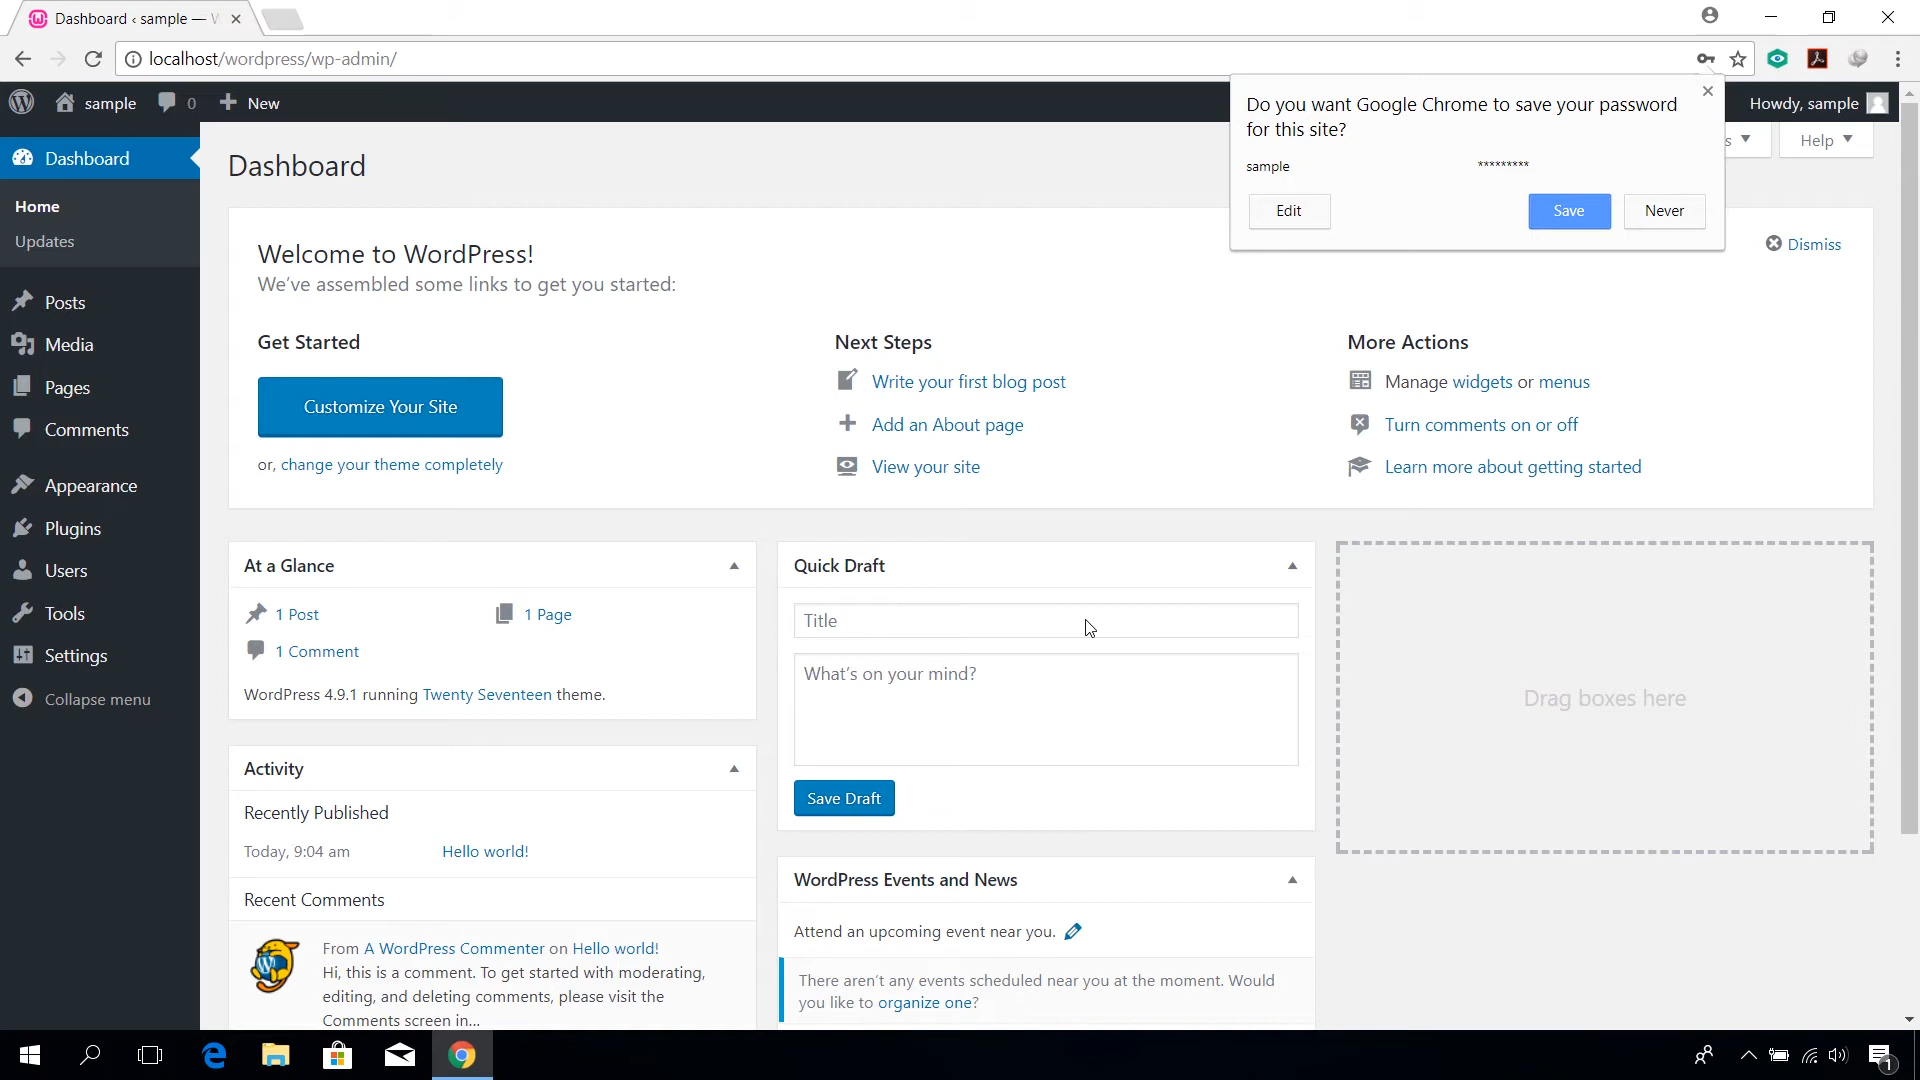 Dashboard ‹ sample — W
localhost/wordpress/wp-admin/
sample
0
New
Howdy, sample
Do you want Google Chrome to save your password
for this site?
sample
*********
Edit
Save
Never
Help
Dashboard
Home
Updates
Posts
Media
Pages
Comments
Appearance
Plugins
Users
Tools
Settings
Collapse menu
Dashboard
Dismiss
Welcome to WordPress!
We’ve assembled some links to get you started:
Get Started
Customize Your Site
or, change your theme completely
Next Steps
Write your first blog post
Add an About page
View your site
More Actions
Manage widgets or menus
Turn comments on or off
Learn more about getting started
At a Glance
1 Post
1 Page
1 Comment
WordPress 4.9.1 running Twenty Seventeen theme.
Activity
Recently Published
Today, 9:04 am
Hello world!
Recent Comments
From A WordPress Commenter on Hello world!
Hi, this is a comment. To get started with moderating,
editing, and deleting comments, please visit the
Comments screen in...
Quick Draft
Title
What’s on your mind?
Save Draft
WordPress Events and News
Attend an upcoming event near you.
There aren’t any events scheduled near you at the moment. Would
you like to organize one?
Drag boxes here
1